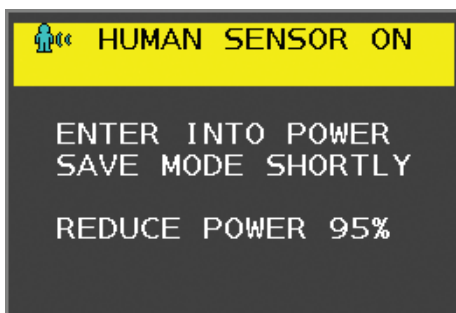 HUMAN SENSOR ON
ENTER INTO POWER
SAVE MODE SHORTLY
REDUCE POWER 95%